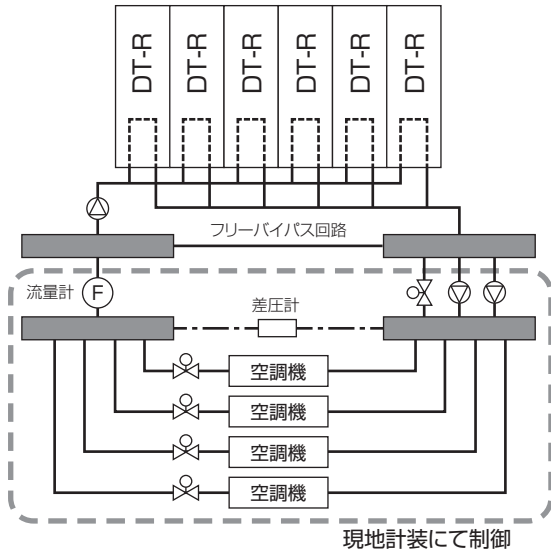 DT-R
DT-R
DT-R
DT-R
DT-R
DT-R
フリーバイパス回路
流量計
F
差圧計
空調機
空調機
空調機
空調機
現地計装にて制御